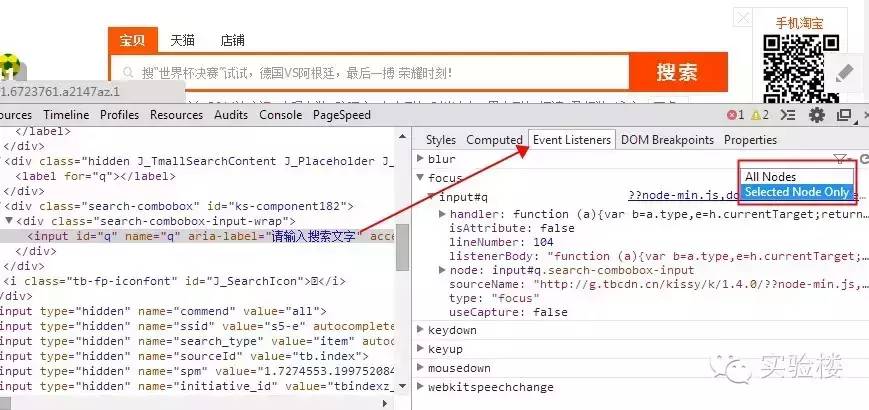 手机淘宝
宝贝 天猫 店铺
搜“世界杯决赛”试试，德国VS阿根廷，最后一搏 荣耀时刻！
搜索
1.6723761.a2147az.1
ources Timeline Profiles Resources Audits Console PageSpeed
1 2
</label>
</div>
<div class="hidden J_TmallSearchContent J_Placeholder J_
<label for="q"></label>
</div>
<div class="search-combobox" id="ks-component182">
<div class="search-combobox-input-wrap">
<input id="q" name="q" aria-label="请输入搜索文字" acce
</div>
<i class="tb-fp-iconfont" id="J_SearchIcon"></i>
</div>
input type="hidden" name="commend" value="all">
input type="hidden" name="ssid" value="s5-e" autocomplete
input type="hidden" name="search_type" value="item" autoc
input type="hidden" name="sourceId" value="tb.index">
input type="hidden" name="spm" value="1.7274553.199752084
input type="hidden" name="initiative_id" value="tbindexz_
Styles Computed Event Listeners DOM Breakpoints Properties
blur
All Nodes
Selected Node Only
focus
input#q ??node-min.js,do
handler: function (a){var b=a.type,e=h.currentTarget;return
isAttribute: false
lineNumber: 104
listenerBody: "function (a){var b=a.type,e=h.currentTarget;
node: input#q.search-combobox-input
sourceName: "http://g.tbcdn.cn/kissy/k/1.4.0/??node-min.js,
type: "focus"
useCapture: false
keydown
keyup
mousedown
webkitspeechchange
实验楼